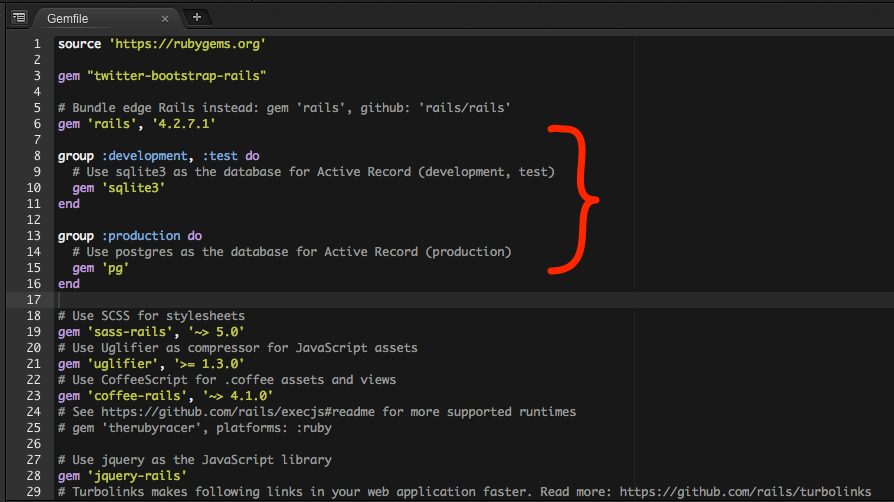 Gemfile
1 source 'https://rubygems.org'
2
3 gem "twitter-bootstrap-rails"
4
5 # Bundle edge Rails instead: gem 'rails', github: 'rails/rails'
6 gem 'rails', '4.2.7.1'
7
8 group :development, :test do
9   # Use sqlite3 as the database for Active Record (development, test)
10   gem 'sqlite3'
11 end
12
13 group :production do
14   # Use postgres as the database for Active Record (production)
15   gem 'pg'
16 end
17
18 # Use SCSS for stylesheets
19 gem 'sass-rails', '~> 5.0'
20 # Use Uglifier as compressor for JavaScript assets
21 gem 'uglifier', '>= 1.3.0'
22 # Use CoffeeScript for .coffee assets and views
23 gem 'coffee-rails', '~> 4.1.0'
24 # See https://github.com/rails/execjs#readme for more supported runtimes
25 # gem 'therubyracer', platforms: :ruby
26
27 # Use jquery as the JavaScript library
28 gem 'jquery-rails'
29 # Turbolinks makes following links in your web application faster. Read more: https://github.com/rails/turbolinks